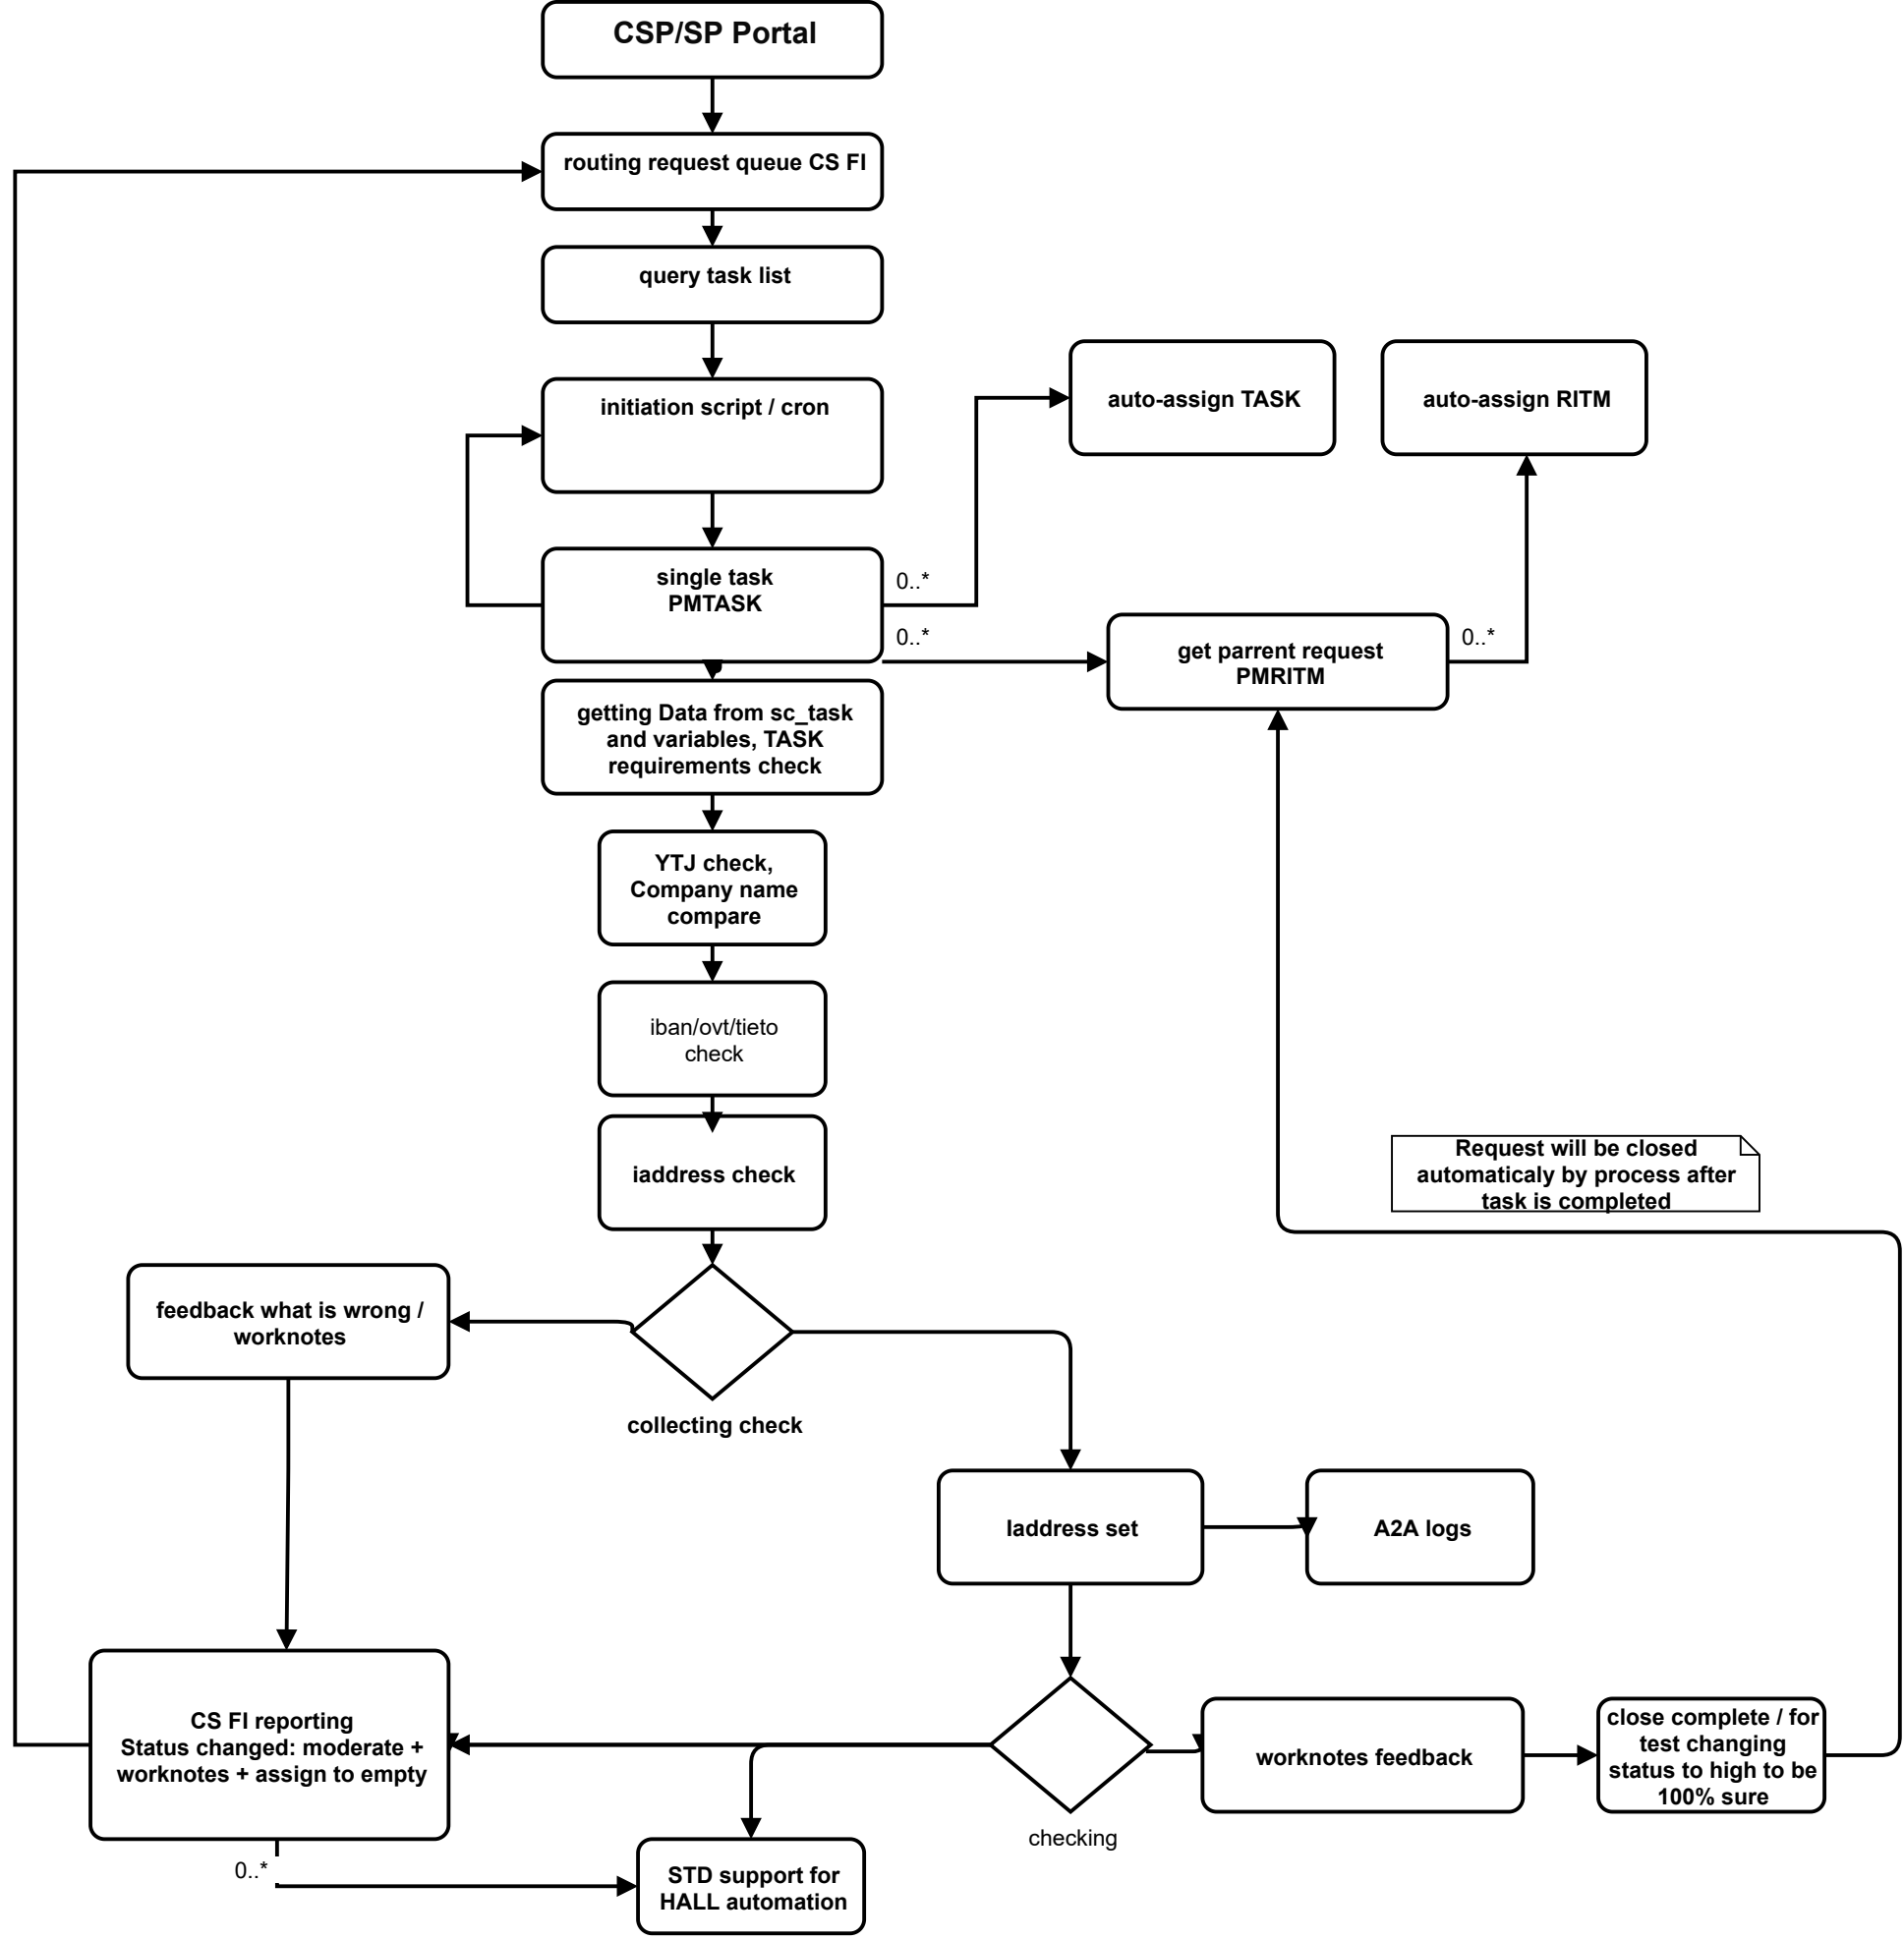 CSP/SP Portal
routing request queue CS FI
query task list
initiation script / cron
auto-assign TASK
auto-assign RITM
single task
PMTASK
0..*
0..*
get parrent request
PMRITM
0..*
getting Data from sc_task
and variables, TASK
requirements check
YTJ check,
Company name
compare
iban/ovt/tieto
check
iaddress check
Request will be closed
automaticaly by process after
task is completed
feedback what is wrong /
worknotes
collecting check
Iaddress set
A2A logs
CS FI reporting
Status changed: moderate +
worknotes + assign to empty
worknotes feedback
close complete / for
test changing
status to high to be
100% sure
checking
0..*
STD support for
HALL automation